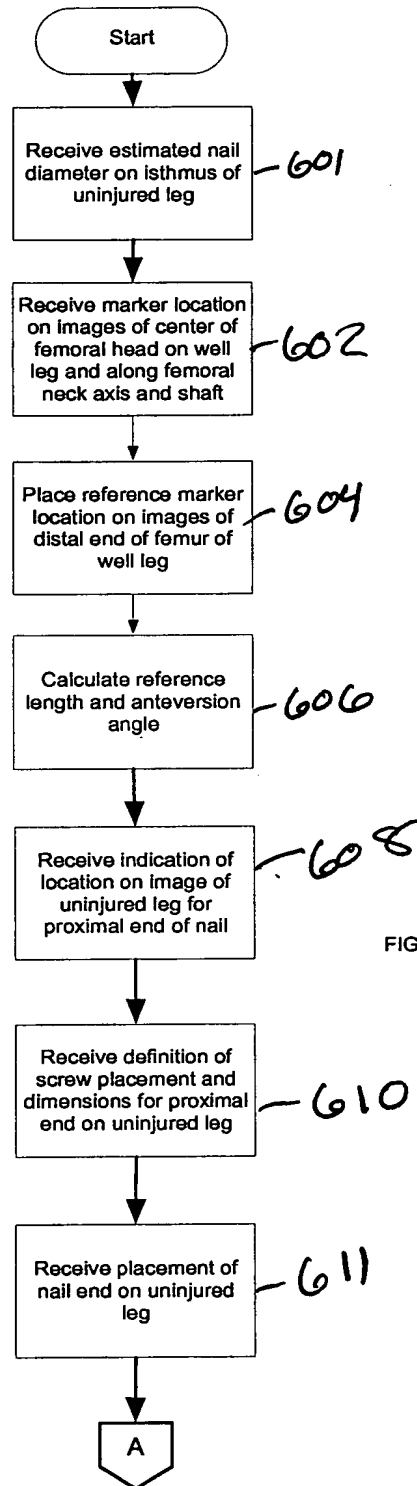 Start
Receive estimated nail
diameter on isthmus of
uninjured leg
601
Receive marker location
on images of center of
femoral head on well
leg and along femoral
neck axis and shaft
602
Place reference marker
location on images of
distal end of femur of
well leg
604
Calculate reference
length and anteversion
angle
606
Receive indication of
location on image of
uninjured leg for
proximal end of nail
608
FIG
Receive definition of
screw placement and
dimensions for proximal
end on uninjured leg
610
Receive placement of
nail end on uninjured
leg
611
A